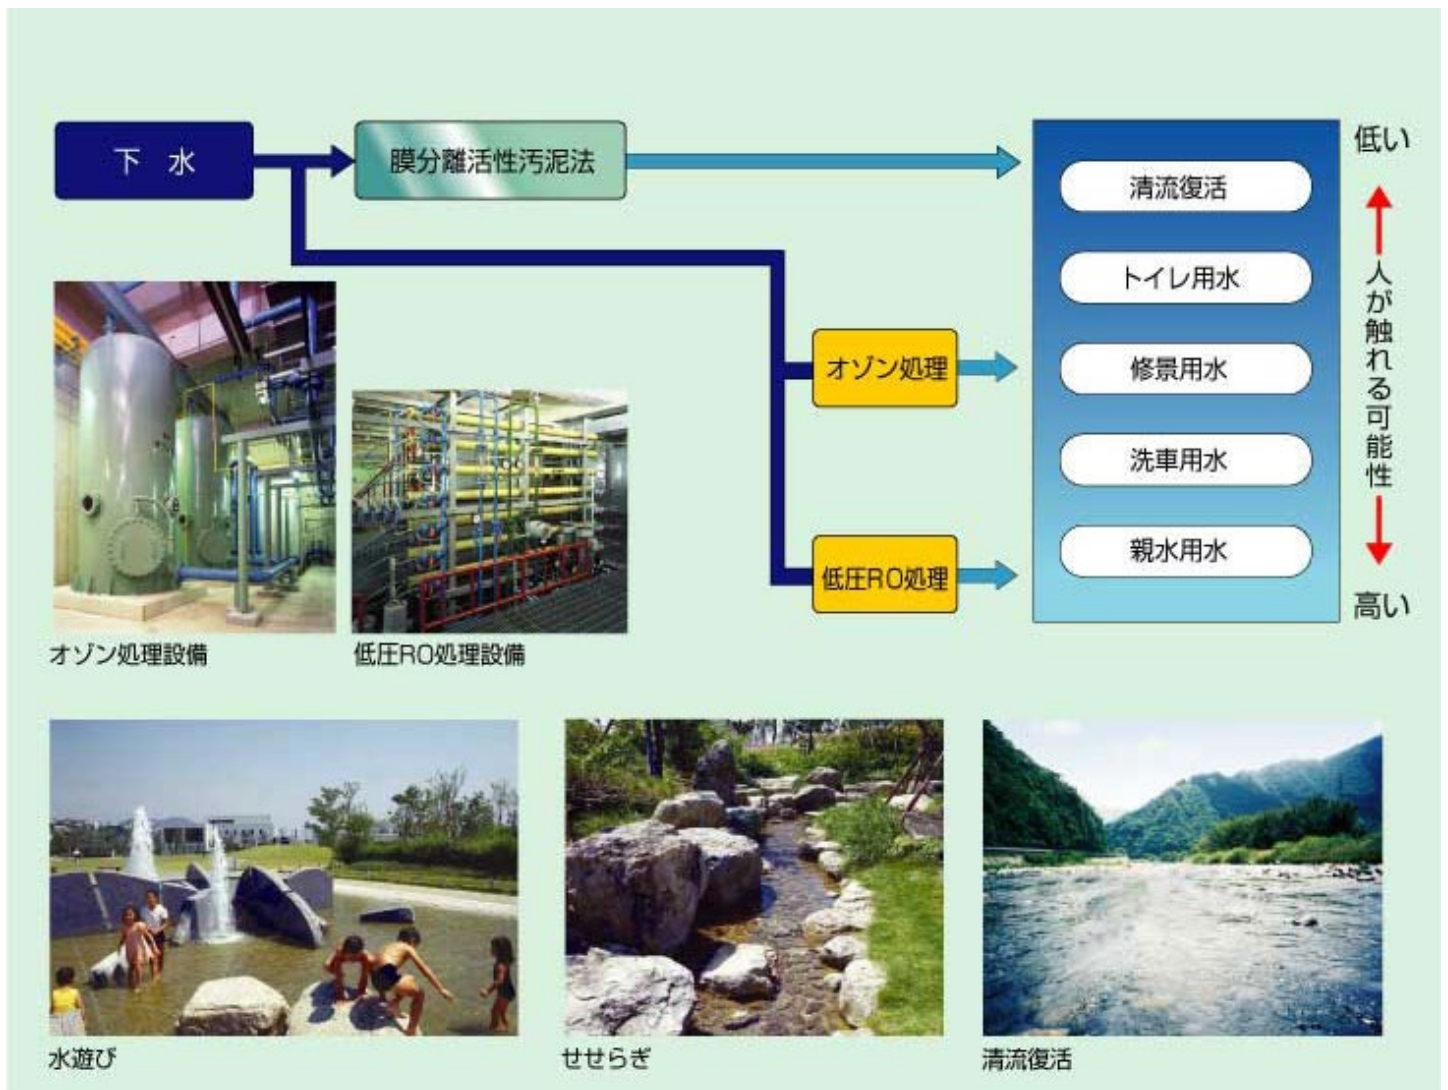 下 水
膜分離活性汚泥法
オゾン処理
低圧RO処理
清流復活
トイレ用水
修景用水
洗車用水
親水用水
低い
人が触れる可能性
高い
オゾン処理設備
低圧RO処理設備
水遊び
せせらぎ
清流復活